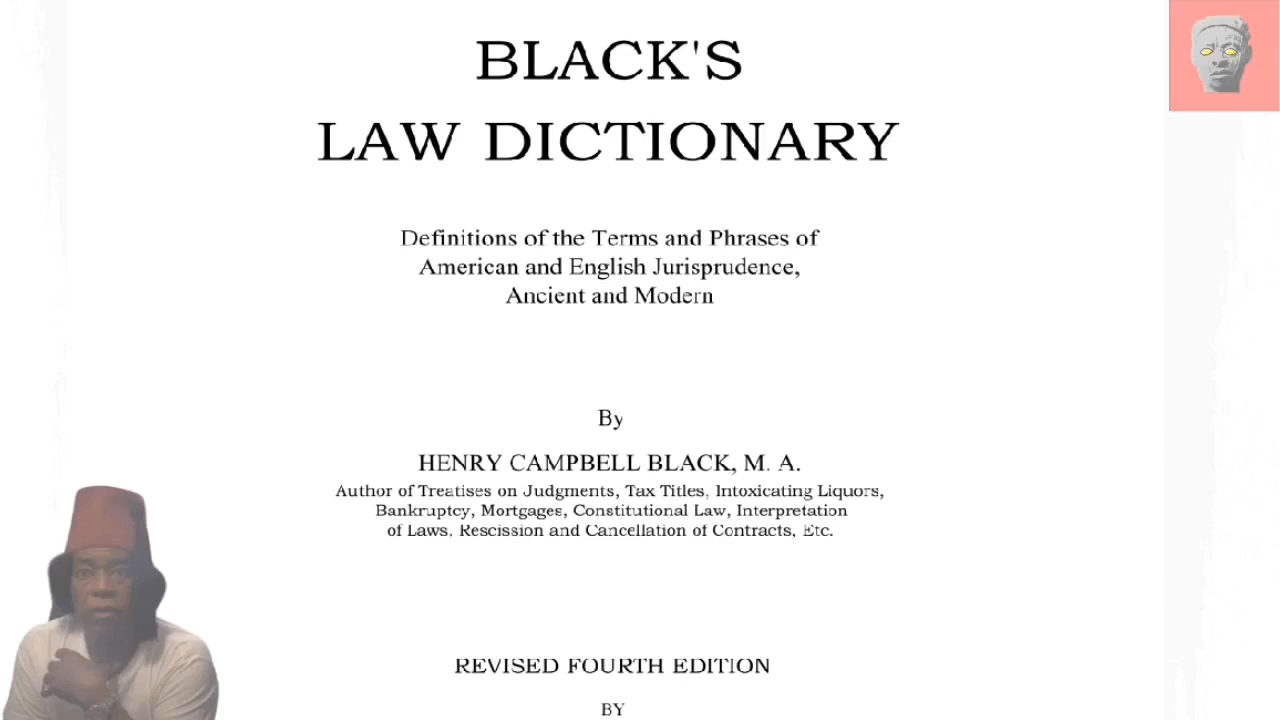 BLACK'S
LAW DICTIONARY
Definitions of the Terms and Phrases of
American and English Jurisprudence,
Ancient and Modern
By
HENRY CAMPBELL BLACK, M. A.
Author of Treatises on Judgments, Tax Titles, Intoxicating Liquors,
Bankruptcy, Mortgages, Constitutional Law, Interpretation
of Laws, Rescission and Cancellation of Contracts, Etc.
REVISED FOURTH EDITION
BY